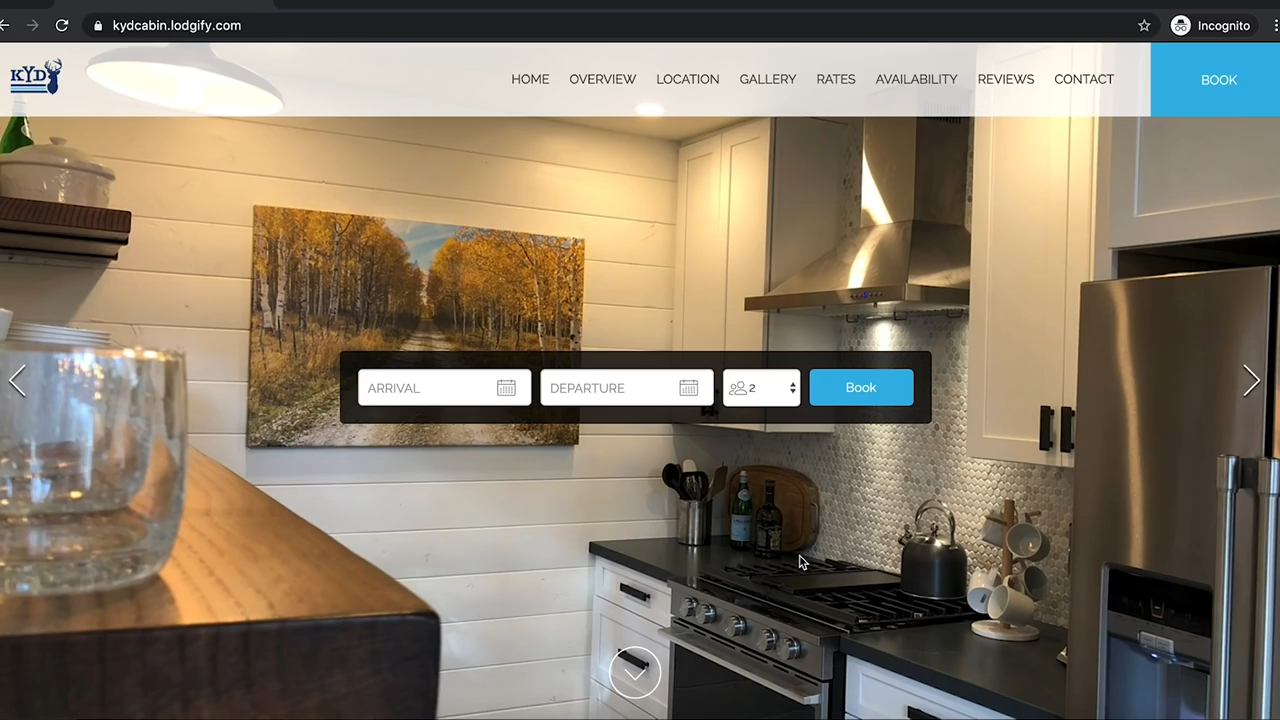 kydcabin.lodgify.com
Incognito
KYD
HOME OVERVIEW LOCATION GALLERY RATES AVAILABILITY REVIEWS CONTACT BOOK
ARRIVAL DEPARTURE 2 Book